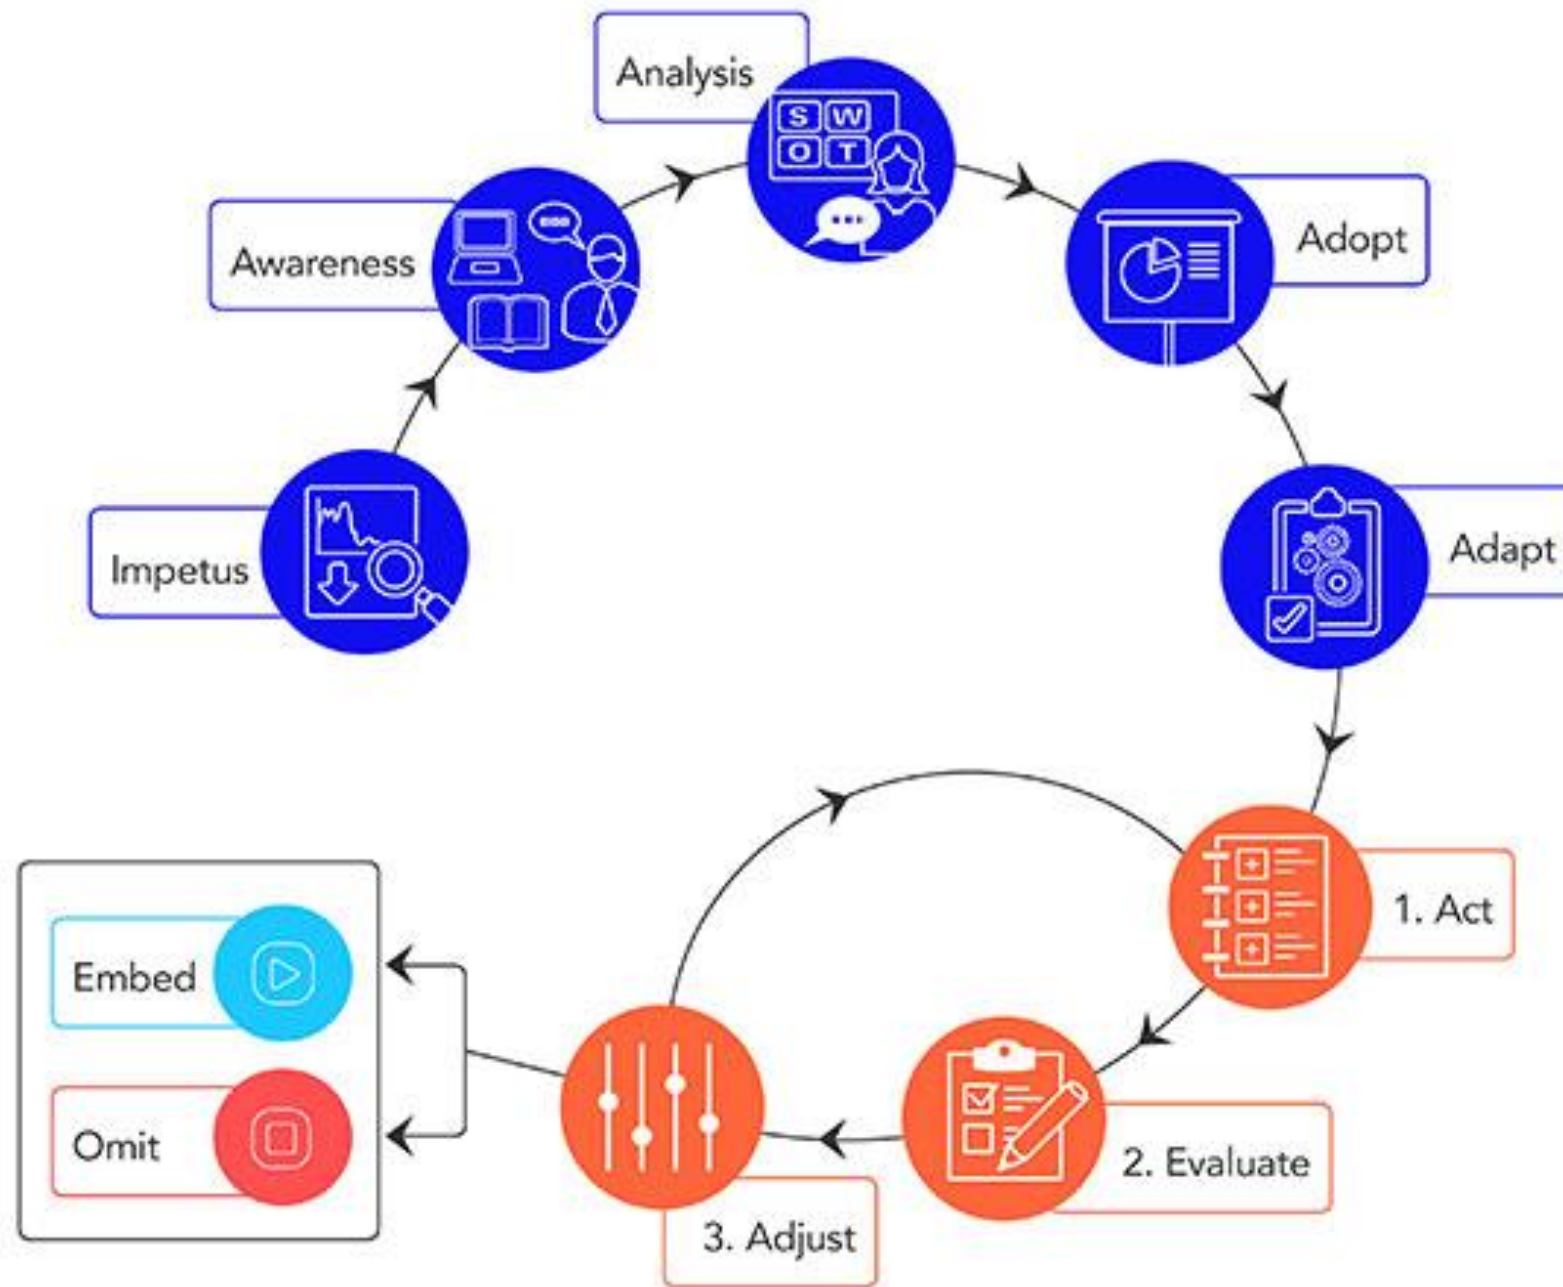 Analysis
S W
O T
Adopt
Awareness
Impetus
Adapt
1. Act
Embed
2. Evaluate
Omit
3. Adjust